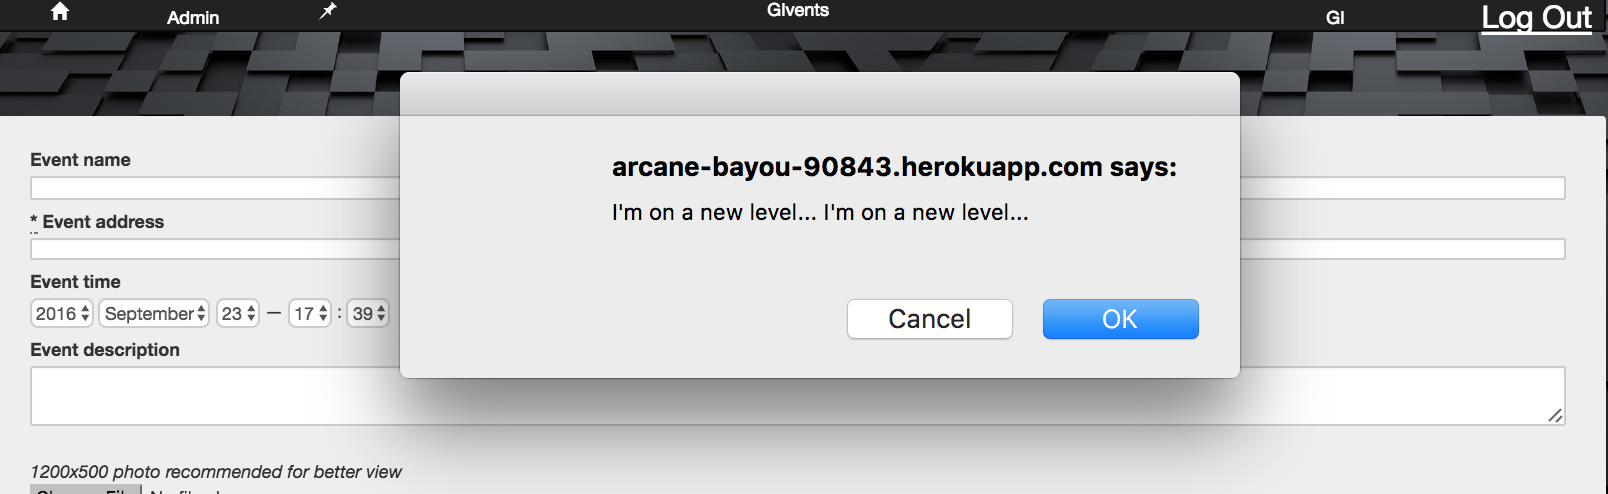 Admin
GIvents
GI
Log Out
arcane-bayou-90843.herokuapp.com says:
I'm on a new level... I'm on a new level...
Cancel
OK
Event name
* Event address
Event time
2016 September 23 — 17 : 39
Event description
1200x500 photo recommended for better view